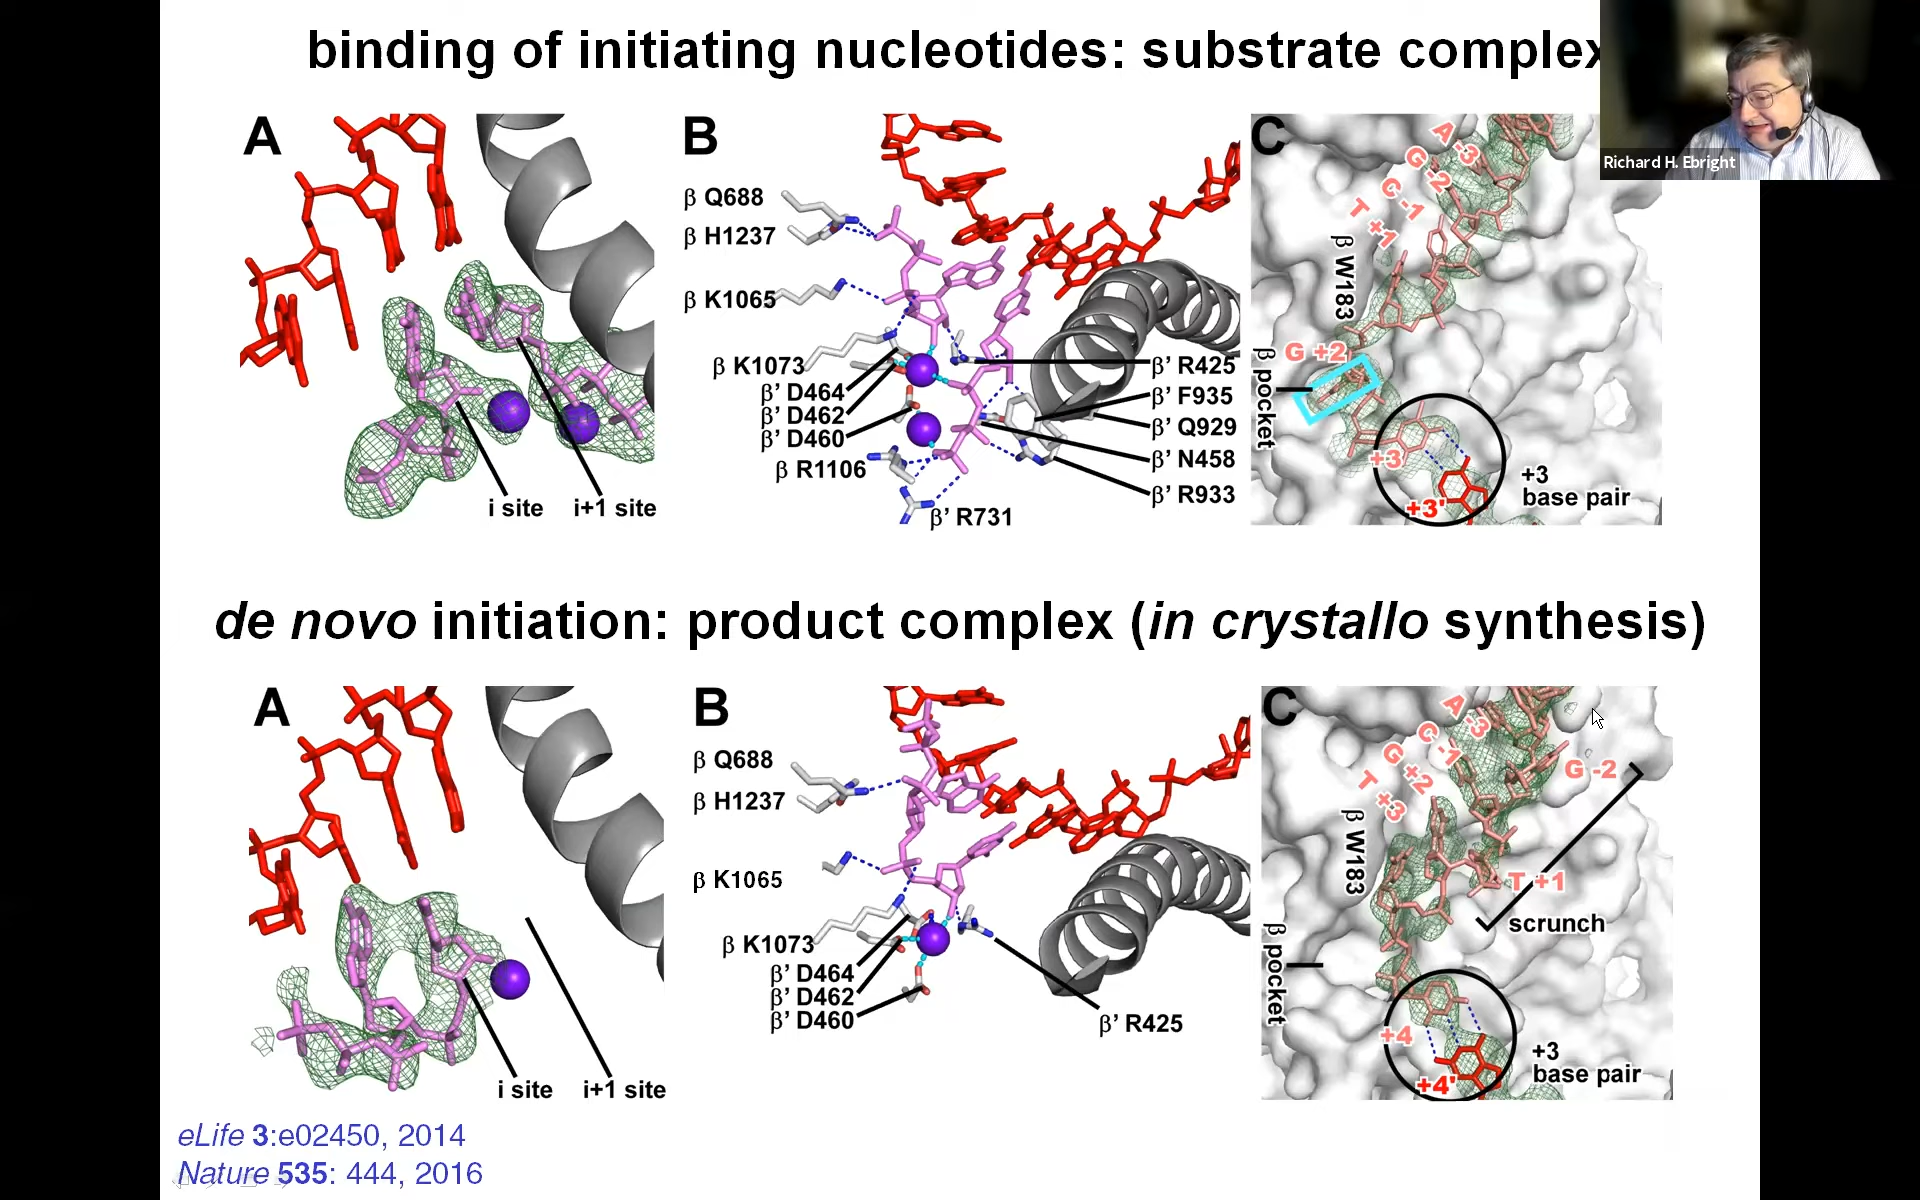 binding of initiating nucleotides: substrate complex
Richard H. Ebright
A
i site
i+1 site
B
β Q688
β H1237
β K1065
β K1073
β’ D464
β’ D462
β’ D460
β R1106
β’ R731
β’ R425
β’ F935
β’ Q929
β’ N458
β’ R933
C
A -3
G -2
C -1
T +1
β W183
G +2
β pocket
+3
+3'
+3
base pair
de novo initiation: product complex (in crystallo synthesis)
A
i site
i+1 site
B
β Q688
β H1237
β K1065
β K1073
β’ D464
β’ D462
β’ D460
β’ R425
C
A -3
C -1
G -2
G +2
T +3
β W183
T +1
scrunch
β pocket
+4
+4'
+3
base pair
eLife 3:e02450, 2014
Nature 535: 444, 2016